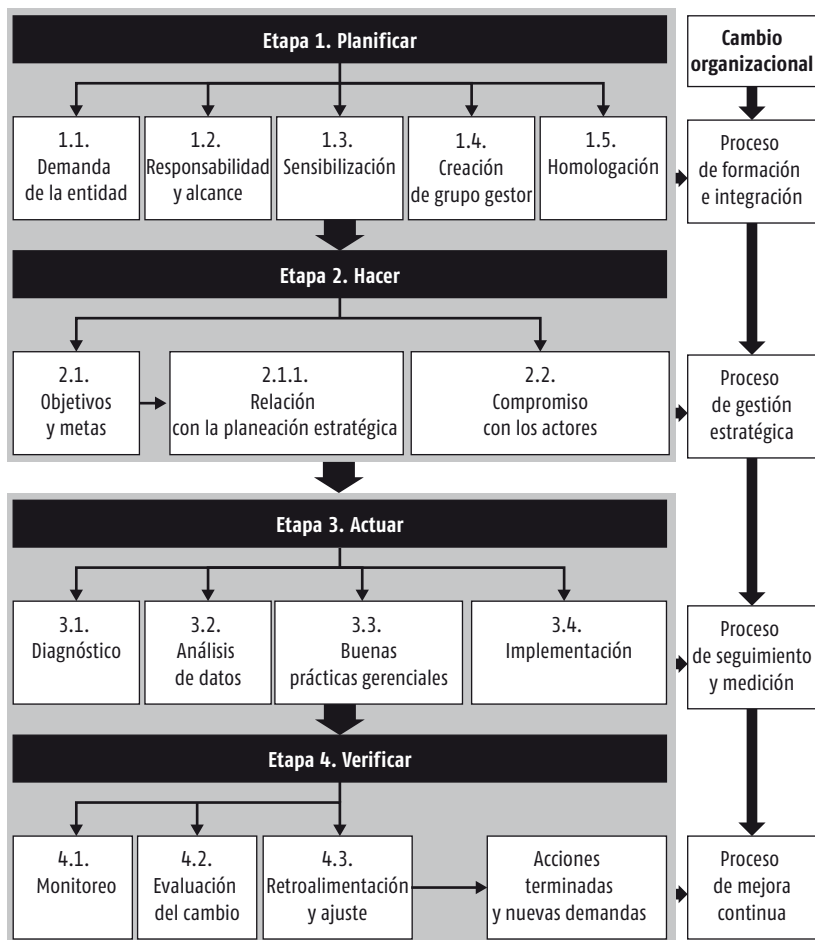 Etapa 1. Planificar
Cambio
organizacional
1.1.
Demanda
de la entidad
1.2.
Responsabilidad
y alcance
1.3.
Sensibilización
1.4.
Creación
de grupo gestor
1.5.
Homologación
Proceso
de formación
e integración
Etapa 2. Hacer
2.1.
Objetivos
y metas
2.1.1.
Relación
con la planeación estratégica
2.2.
Compromiso
con los actores
Proceso
de gestión
estratégica
Etapa 3. Actuar
3.1.
Diagnóstico
3.2.
Análisis
de datos
3.3.
Buenas
prácticas gerenciales
3.4.
Implementación
Proceso
de seguimiento
y medición
Etapa 4. Verificar
4.1.
Monitoreo
4.2.
Evaluación
del cambio
4.3.
Retroalimentación
y ajuste
Acciones
terminadas
y nuevas demandas
Proceso
de mejora
continua